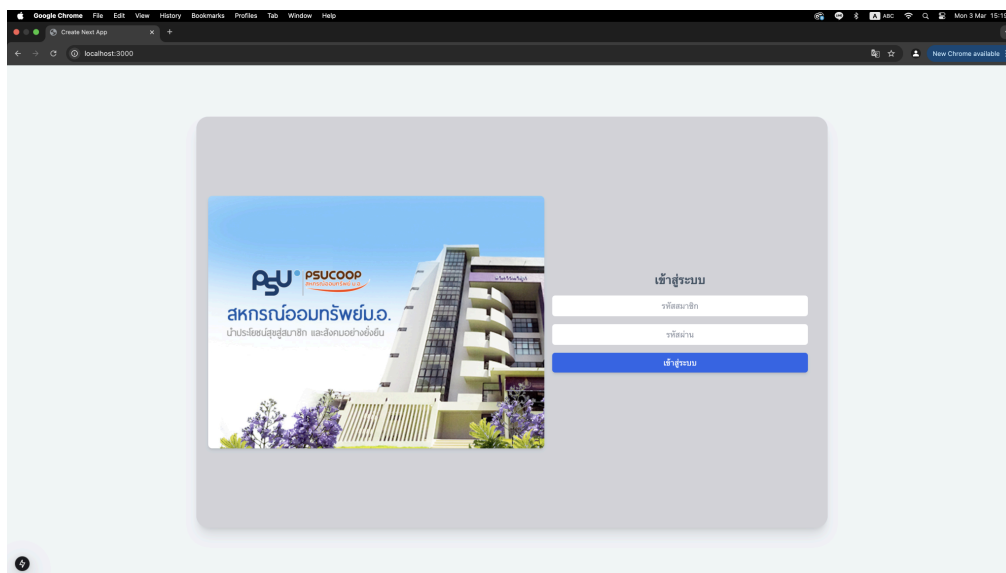 Google Chrome File Edit View History Bookmarks Profiles Tab Window Help ABC Mon 3 Mar 15:19
Create Next App
localhost:3000 New Chrome available
PSU PSUCOOP
สหกรณ์ออมทรัพย์ม.อ.
นำประโยชน์สุขสู่สมาชิก และสังคมอย่างยั่งยืน
เข้าสู่ระบบ
รหัสสมาชิก
รหัสผ่าน
เข้าสู่ระบบ